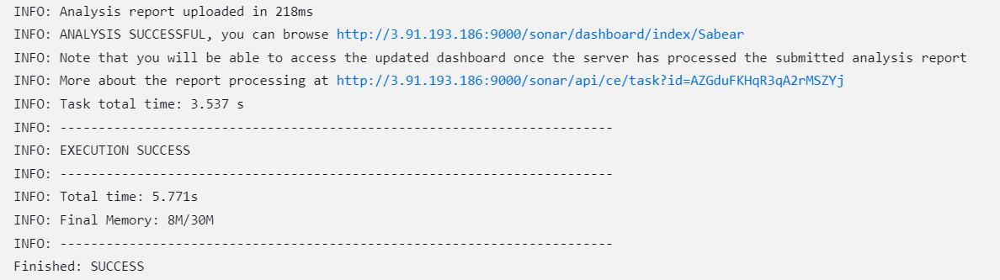 INFO: Analysis report uploaded in 218ms
INFO: ANALYSIS SUCCESSFUL, you can browse http://3.91.193.186:9000/sonar/dashboard/index/Sabear
INFO: Note that you will be able to access the updated dashboard once the server has processed the submitted analysis report
INFO: More about the report processing at http://3.91.193.186:9000/sonar/api/ce/task?id=AZGduFKHqR3qA2rMSZYj
INFO: Task total time: 3.537 s
INFO: ------------------------------------------------------------------------
INFO: EXECUTION SUCCESS
INFO: ------------------------------------------------------------------------
INFO: Total time: 5.771s
INFO: Final Memory: 8M/30M
INFO: ------------------------------------------------------------------------
Finished: SUCCESS